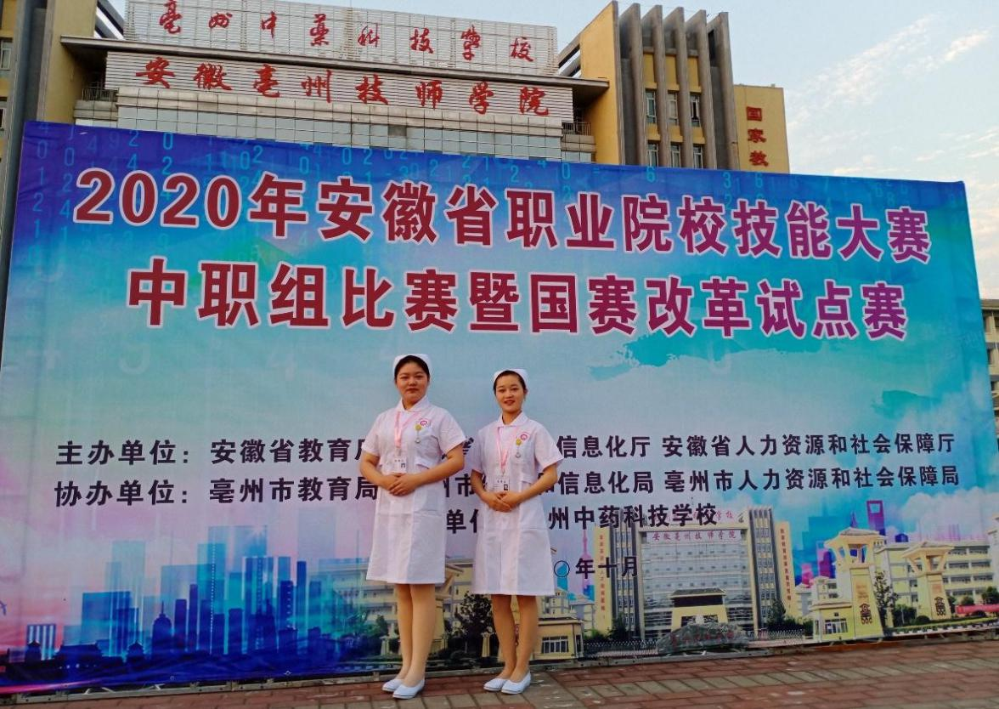 亳州中药科技学校
安徽亳州技师学院
国家教
2020年安徽省职业院校技能大赛
中职组比赛暨国赛改革试点赛
主办单位：安徽省教育厅 信息化厅 安徽省人力资源和社会保障厅
协办单位：亳州市教育局 州市 和信息化局 亳州市人力资源和社会保障局
单位 州中药科技学校
〇年十月
安徽亳州技师学院